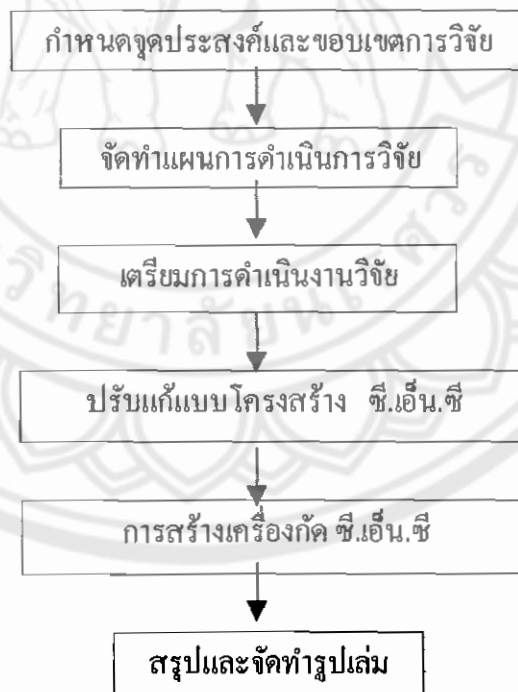 กำหนดจุดประสงค์และขอบเขตการวิจัย
จัดทำแผนการดำเนินการวิจัย
เตรียมการดำเนินงานวิจัย
ปรับแก้แบบโครงสร้าง ซี.เอ็น.ซี
การสร้างเครื่องกัด ซี.เอ็น.ซี
สรุปและจัดทำรูปเล่ม